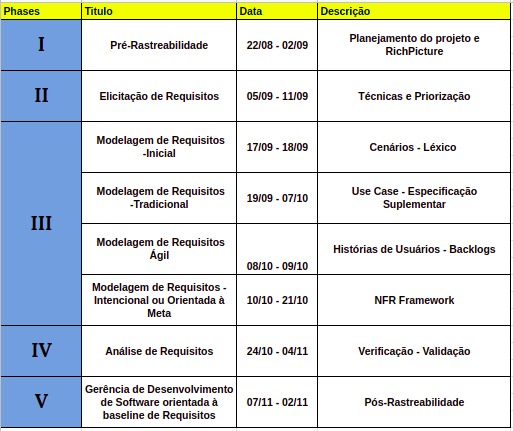 Phases Titulo Data Descrição
I Pré-Rastreabilidade 22/08 - 02/09 Planejamento do projeto e
RichPicture
II Elicitação de Requisitos 05/09 - 11/09 Técnicas e Priorização
III
Modelagem de Requisitos
-Inicial
17/09 - 18/09
Cenários - Léxico
Modelagem de Requisitos
-Tradicional
19/09 - 07/10
Use Case - Especificação
Suplementar
Modelagem de Requisitos
Ágil
08/10 - 09/10
Histórias de Usuários - Backlogs
Modelagem de Requisitos -
Intencional ou Orientada à
Meta
10/10 - 21/10
NFR Framework
IV Análise de Requisitos 24/10 - 04/11 Verificação - Validação
V
Gerência de Desenvolvimento
de Software orientada à
baseline de Requisitos
07/11 - 02/11
Pós-Rastreabilidade